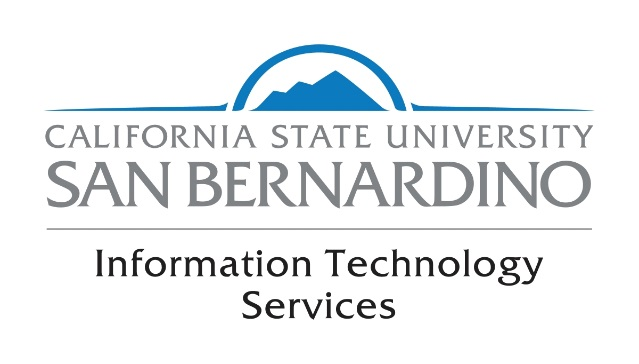 CALIFORNIA STATE UNIVERSITY
SAN BERNARDINO
Information Technology
Services